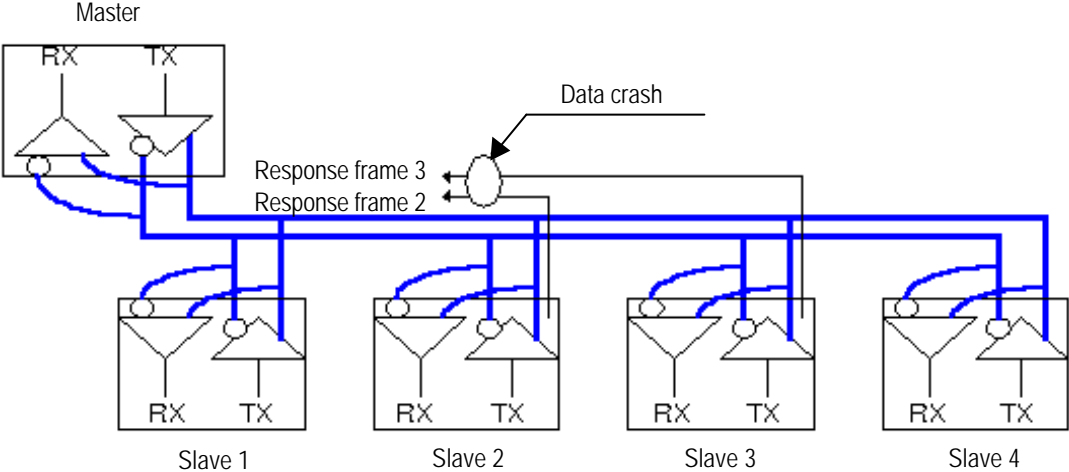 Master
RX TX
Data crash
Response frame 3
Response frame 2
RX TX RX TX RX TX RX TX
Slave 1 Slave 2 Slave 3 Slave 4